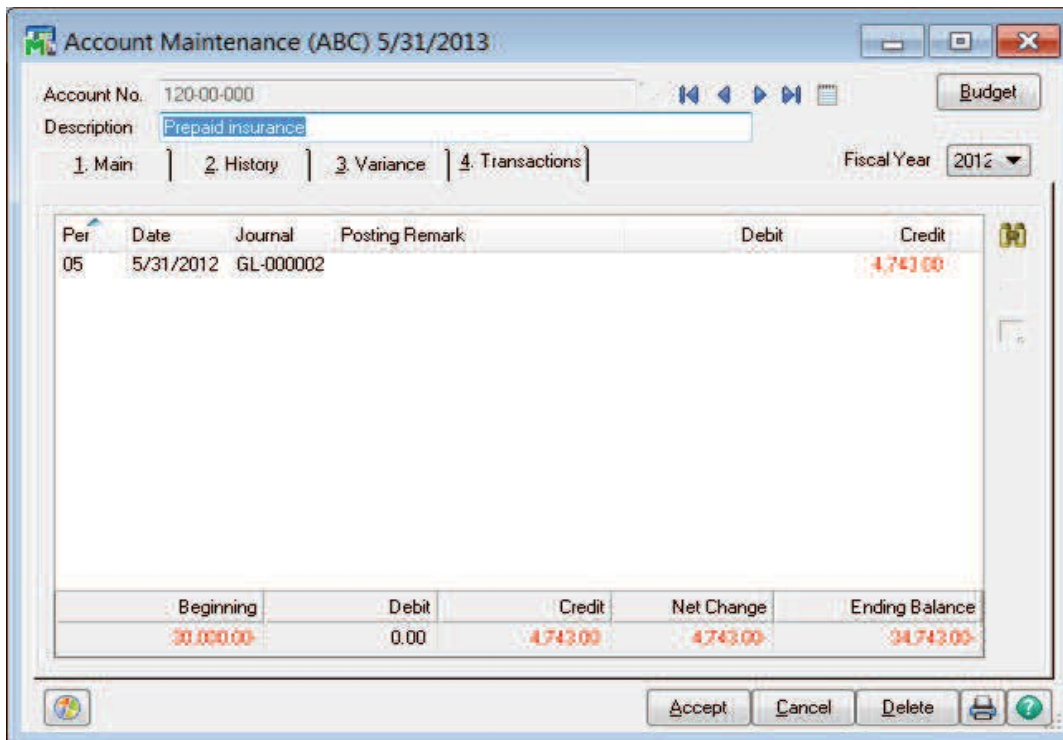 Account Maintenance (ABC) 5/31/2013
Account No. 120-00-000 Budget
Description Prepaid insurance
1. Main 2. History 3. Variance 4. Transactions Fiscal Year 2012
Per Date Journal Posting Remark Debit Credit
05 5/31/2012 GL-000002 4,743.00
Beginning Debit Credit Net Change Ending Balance
30,000.00- 0.00 4,743.00 4,743.00- 34,743.00-
Accept Cancel Delete